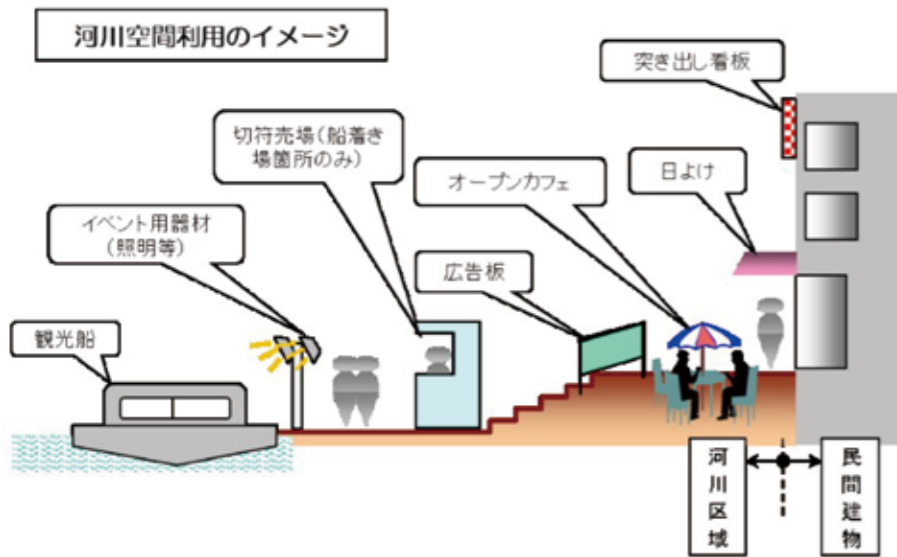 河川空間利用のイメージ
突き出し看板
切符売場(船着き
場箇所のみ)
オープンカフェ
日よけ
イベント用器材
(照明等)
広告板
観光船
河川区域
民間建物